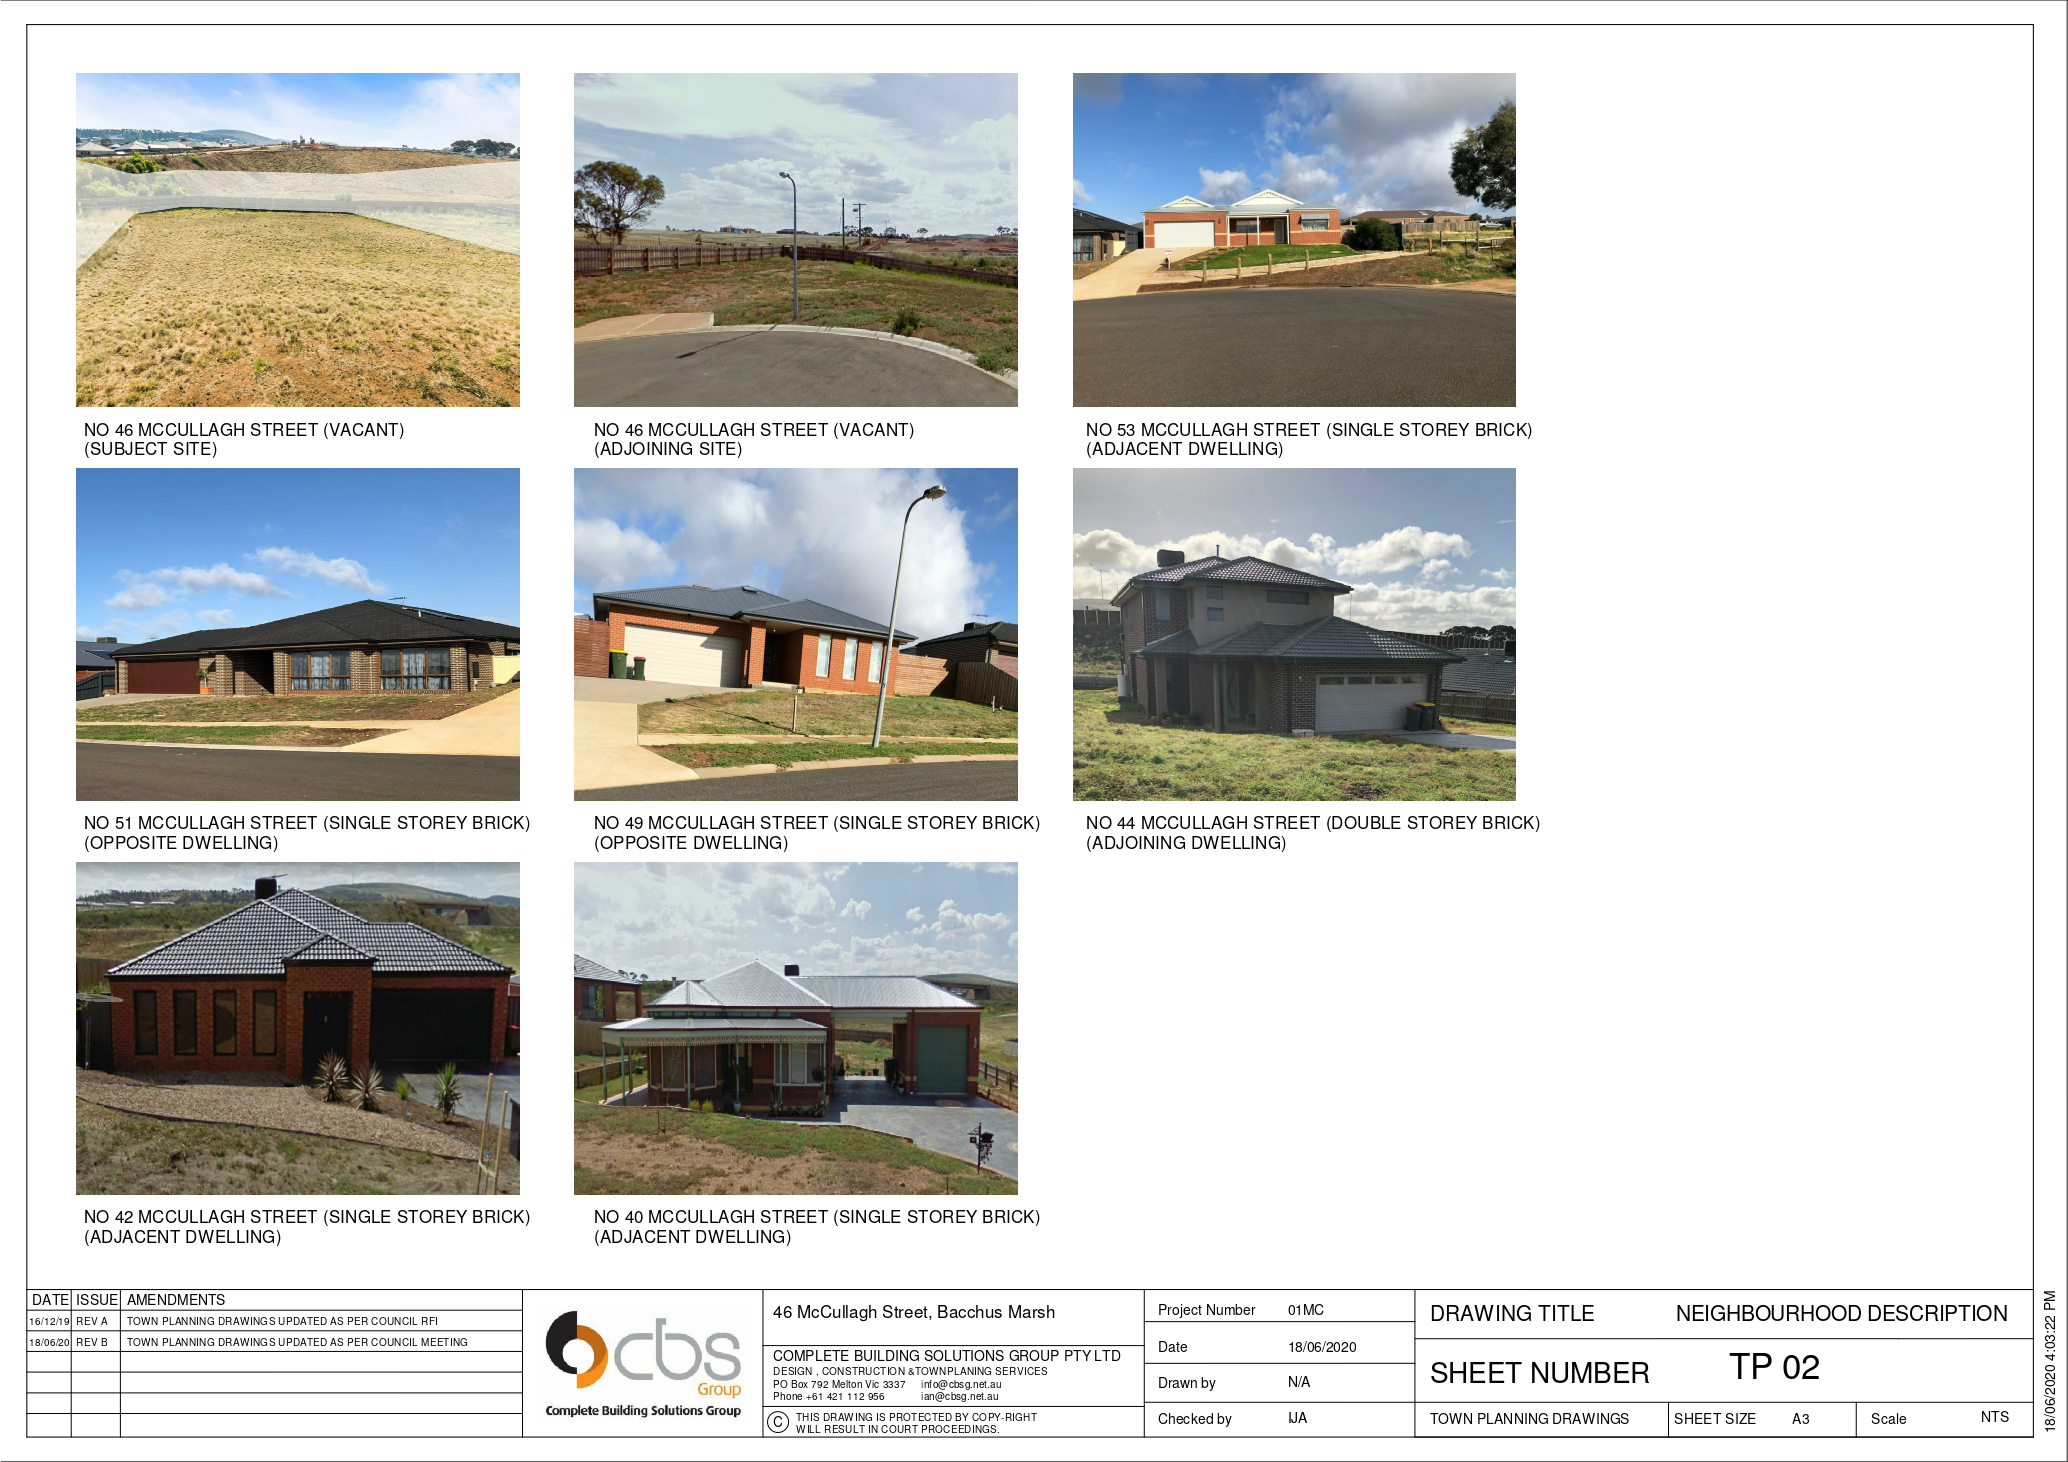 NO 46 MCCULLAGH STREET (VACANT)
(SUBJECT SITE)
NO 46 MCCULLAGH STREET (VACANT)
(ADJOINING SITE)
NO 53 MCCULLAGH STREET (SINGLE STOREY BRICK)
(ADJACENT DWELLING)
NO 51 MCCULLAGH STREET (SINGLE STOREY BRICK)
(OPPOSITE DWELLING)
NO 49 MCCULLAGH STREET (SINGLE STOREY BRICK)
(OPPOSITE DWELLING)
NO 44 MCCULLAGH STREET (DOUBLE STOREY BRICK)
(ADJOINING DWELLING)
NO 42 MCCULLAGH STREET (SINGLE STOREY BRICK)
(ADJACENT DWELLING)
NO 40 MCCULLAGH STREET (SINGLE STOREY BRICK)
(ADJACENT DWELLING)
DATE ISSUE AMENDMENTS
16/12/19 REV A TOWN PLANNING DRAWINGS UPDATED AS PER COUNCIL RFI
18/06/20 REV B TOWN PLANNING DRAWINGS UPDATED AS PER COUNCIL MEETING
cbs
Group
Complete Building Solutions Group
46 McCullagh Street, Bacchus Marsh
COMPLETE BUILDING SOLUTIONS GROUP PTY LTD
DESIGN , CONSTRUCTION &TOWNPLANING SERVICES
PO Box 792 Melton Vic 3337 info@cbsg.net.au
Phone +61 421 112 956 ian@cbsg.net.au
C THIS DRAWING IS PROTECTED BY COPY-RIGHT
WILL RESULT IN COURT PROCEEDINGS.
Project Number 01MC
Date 18/06/2020
Drawn by N/A
Checked by IJA
DRAWING TITLE NEIGHBOURHOOD DESCRIPTION
SHEET NUMBER TP 02
TOWN PLANNING DRAWINGS SHEET SIZE A3 Scale NTS
18/06/2020 4:03:22 PM